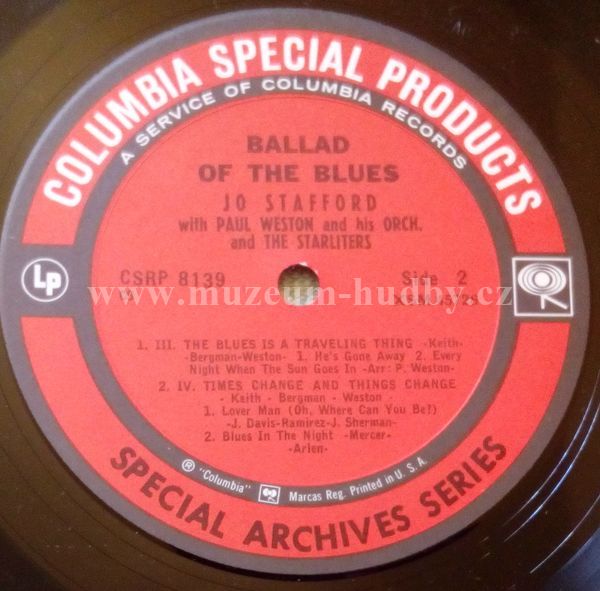 COLUMBIA SPECIAL PRODUCTS
A SERVICE OF COLUMBIA RECORDS
BALLAD
OF THE BLUES
JO STAFFORD
with PAUL WESTON and his ORCH.
and THE STARLITERS
LP
CSRP 8139
Side 2
www.muzeum-hudby.cz
1. III. THE BLUES IS A TRAVELING THING -Keith-
-Bergman-Weston- 1. He's Gone Away 2. Every
Night When The Sun Goes In -Arr: P. Weston-
2. IV. TIMES CHANGE AND THINGS CHANGE
- Keith - Bergman - Weston -
1. Lover Man (Oh, Where Can You Be?)
-J. Davis-Ramirez-J. Sherman-
2. Blues In The Night -Mercer-
-Arlen-
® "Columbia" Marcas Reg. Printed in U. S. A.
SPECIAL ARCHIVES SERIES